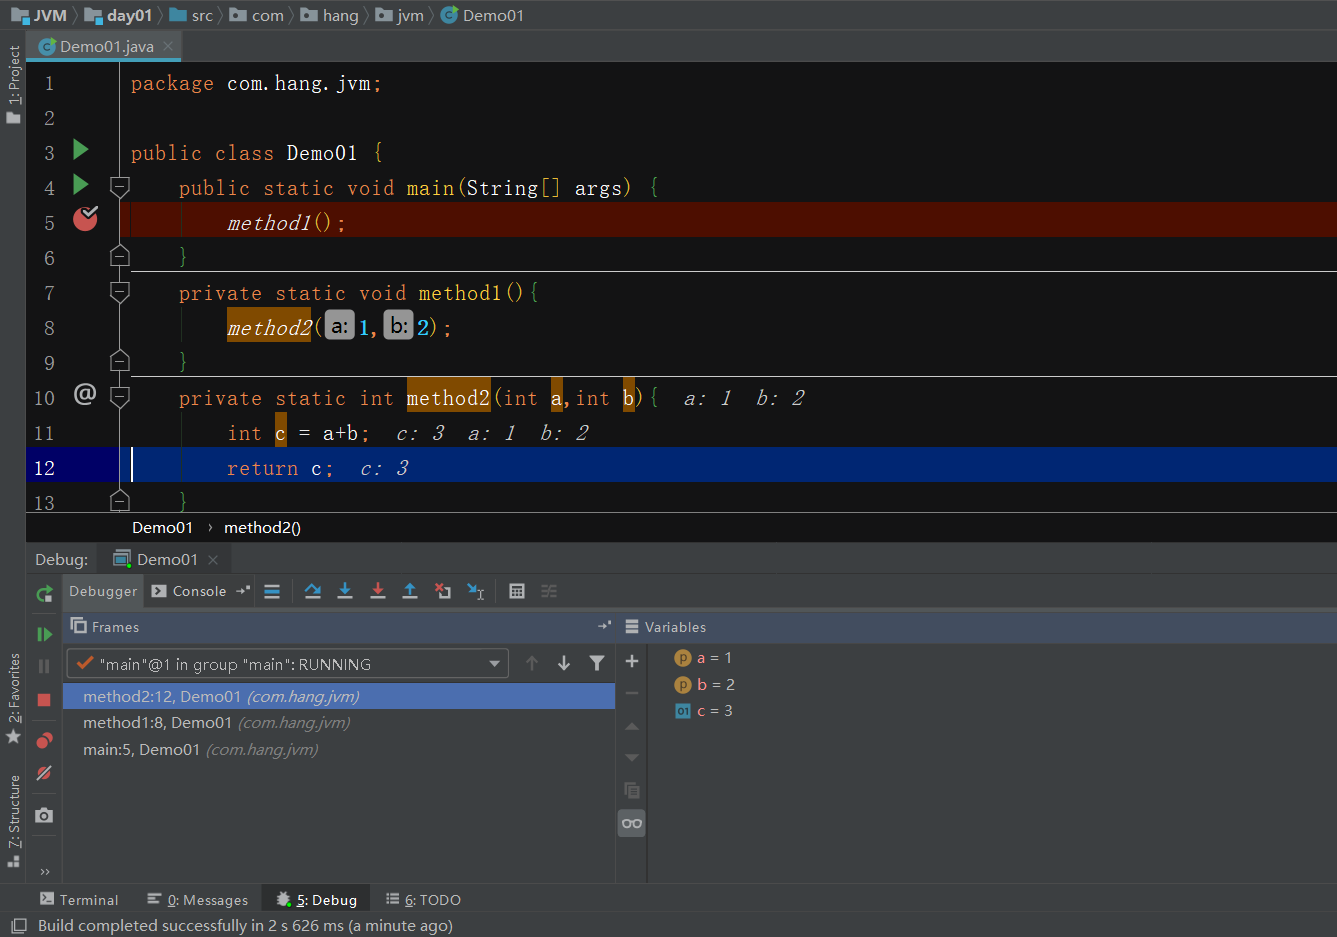 JVM day01 src com hang jvm Demo01
Demo01.java
1: Project
1 package com.hang.jvm;
2
3 public class Demo01 {
4 public static void main(String[] args) {
5 method1();
6 }
7 private static void method1(){
8 method2(a: 1,b: 2);
9 }
10 private static int method2(int a,int b){ a: 1 b: 2
11 int c = a+b; c: 3 a: 1 b: 2
12 return c; c: 3
13 }
Demo01 › method2()
Debug: Demo01
Debugger Console
Frames
Variables
"main"@1 in group "main": RUNNING
method2:12, Demo01 (com.hang.jvm)
method1:8, Demo01 (com.hang.jvm)
main:5, Demo01 (com.hang.jvm)
a = 1
b = 2
c = 3
2: Favorites
Z: Structure
Terminal 0: Messages 5: Debug 6: TODO
Build completed successfully in 2 s 626 ms (a minute ago)